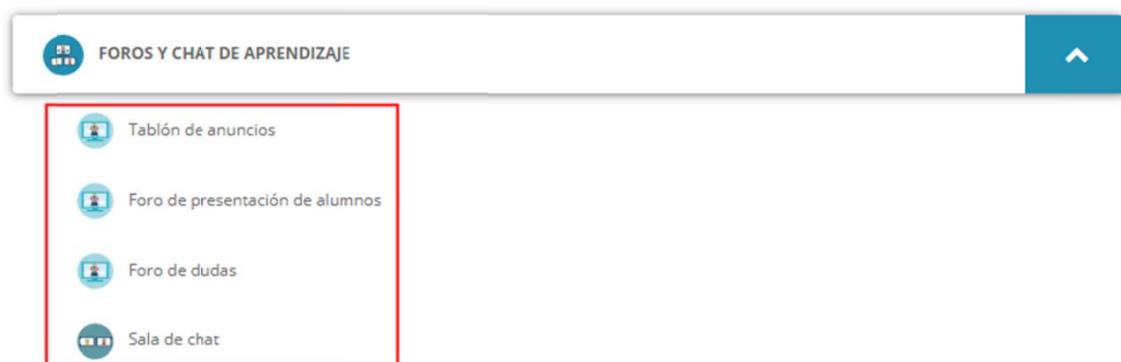 FOROS Y CHAT DE APRENDIZAJE
Tablón de anuncios
Foro de presentación de alumnos
Foro de dudas
Sala de chat